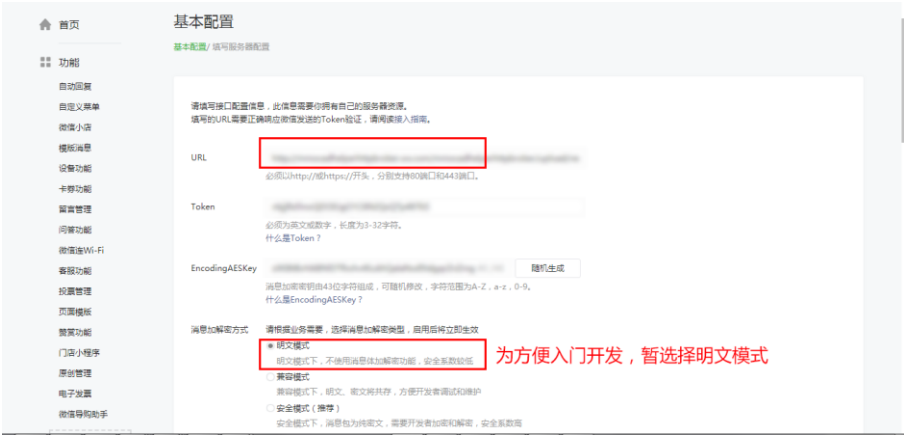 首页
功能
自动回复
自定义菜单
微信小店
模版消息
设备功能
卡券功能
留言管理
问答功能
微信连Wi-Fi
客服功能
投票管理
页面模版
赞赏功能
门店小程序
原创管理
电子发票
微信导购助手
基本配置
基本配置/ 填写服务器配置
请填写接口配置信息，此信息需要你拥有自己的服务器资源。
填写的URL需要正确响应微信发送的Token验证，请阅读接入指南。
URL
必须以http://或https://开头，分别支持80端口和443端口。
Token
必须为英文或数字，长度为3-32字符。
什么是Token？
EncodingAESKey
随机生成
消息加密密钥由43位字符组成，可随机修改，字符范围为A-Z，a-z，0-9。
什么是EncodingAESKey？
消息加解密方式 请根据业务需要，选择消息加解密类型，启用后将立即生效
明文模式
明文模式下，不使用消息体加解密功能，安全系数较低
为方便入门开发，暂选择明文模式
兼容模式
兼容模式下，明文、密文将共存，方便开发者调试和维护
安全模式（推荐）
安全模式下，消息包为纯密文，需要开发者加密和解密，安全系数高